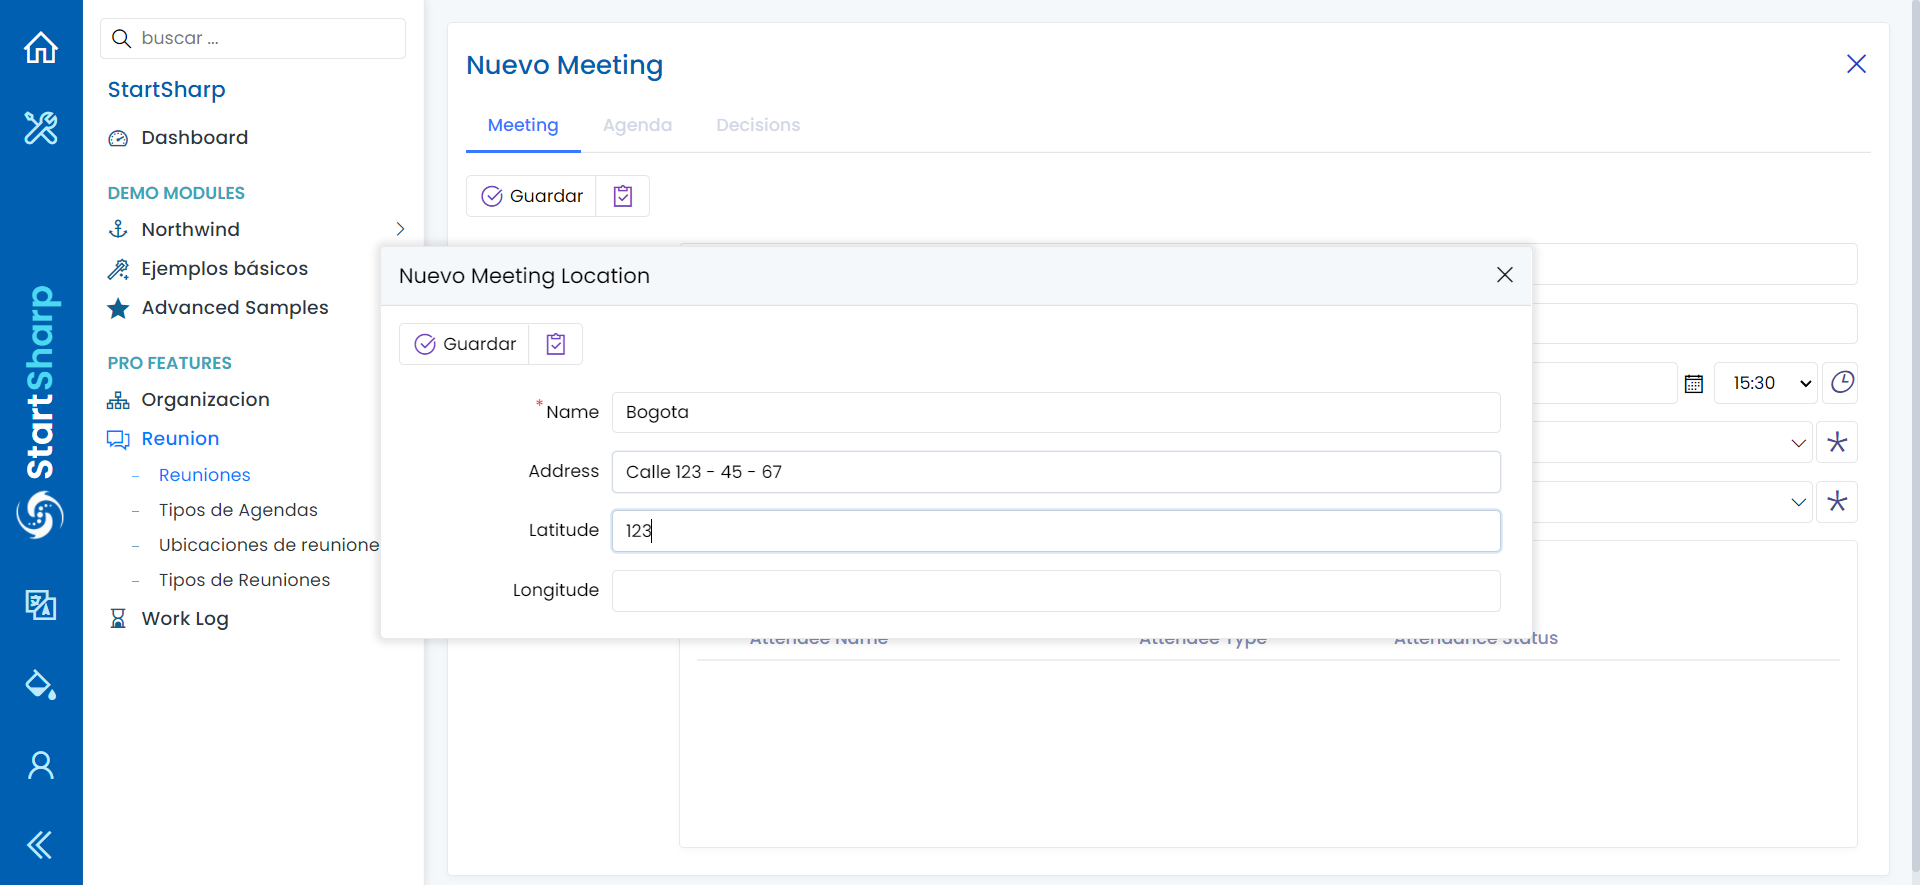 buscar ...
StartSharp
Dashboard
DEMO MODULES
Northwind
Ejemplos básicos
Advanced Samples
PRO FEATURES
Organizacion
Reunion
Reuniones
Tipos de Agendas
Ubicaciones de reunione
Tipos de Reuniones
Work Log
StartSharp
Nuevo Meeting
Meeting Agenda Decisions
Guardar
15:30
Nuevo Meeting Location
Guardar
* Name Bogota
Address Calle 123 - 45 - 67
Latitude 123
Longitude
Attendee Name Attendee Type Attendance Status